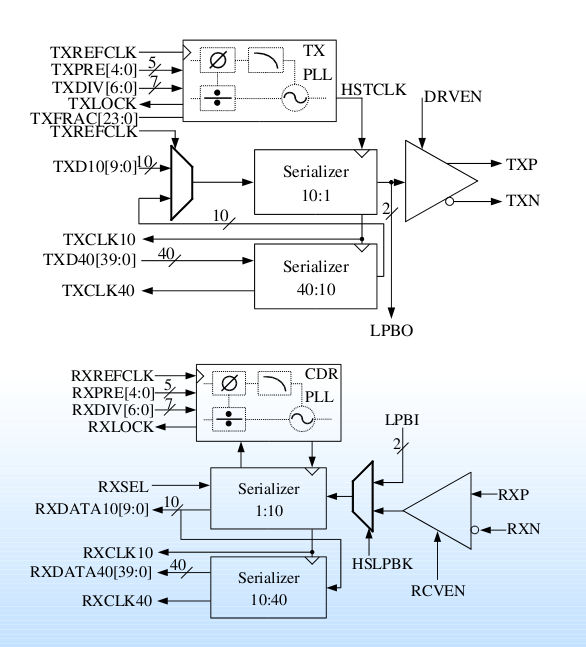 TXREFCLK
TX
TXPRE[4:0]
5
PLL
TXDIV[6:0]
7
HSTCLK
TXLOCK
DRVEN
TXFRAC[23:0]
TXREFCLK
TXD10[9:0]
10
Serializer
10:1
TXP
TXN
2
10
TXCLK10
TXD40[39:0]
40
Serializer
40:10
TXCLK40
LPBO
RXREFCLK
CDR
RXPRE[4:0]
5
PLL
RXDIV[6:0]
7
RXLOCK
LPBI
2
RXSEL
Serializer
1:10
RXP
RXDATA10[9:0]
10
RXN
RXCLK10
HSLPBK
RXDATA40[39:0]
40
Serializer
10:40
RCVEN
RXCLK40